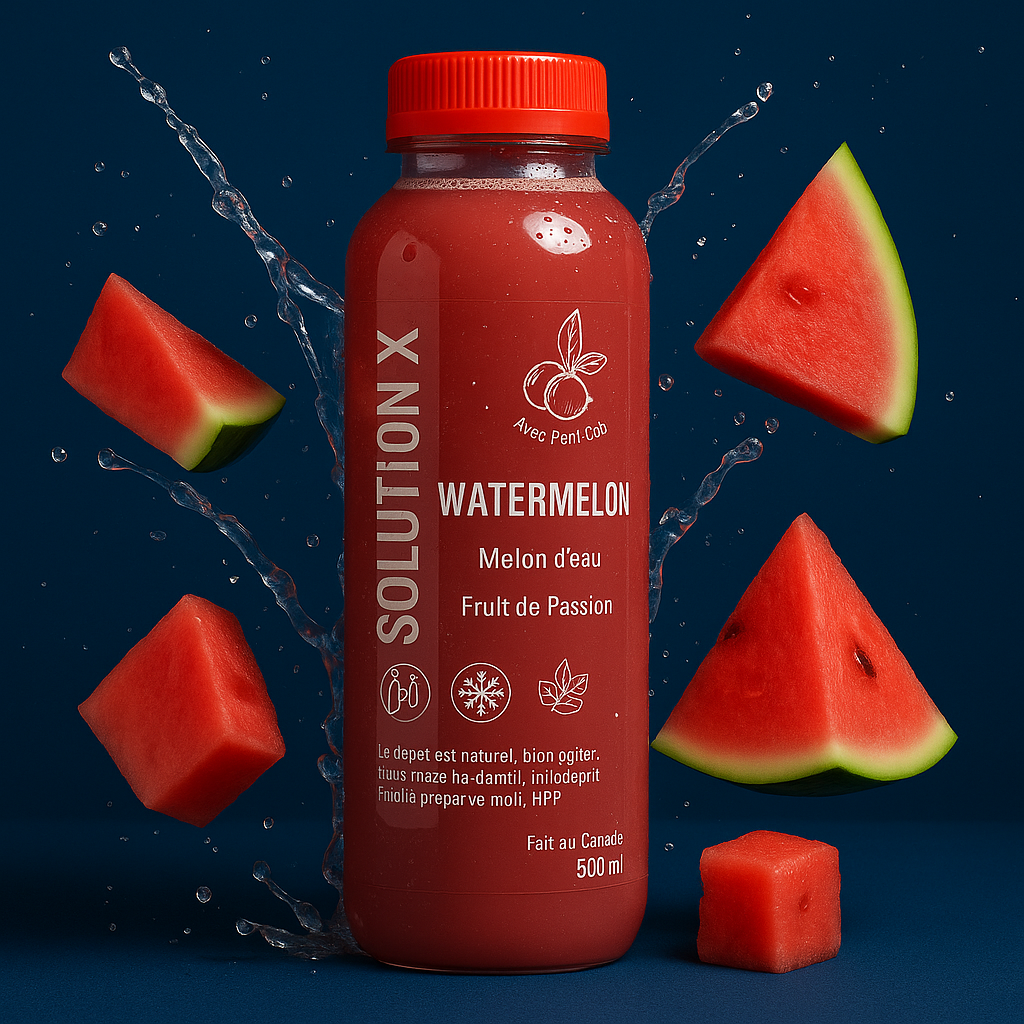 SOLUTION X
Avec Penf-Cob
WATERMELON
Melon d'eau
Frult de Passion
Le depet est naturel, bion ogiter.
tiuus rnaze ha-damtil, inilodeprit
Fniolià preparve moli, HPP
Fait au Canade
500 ml